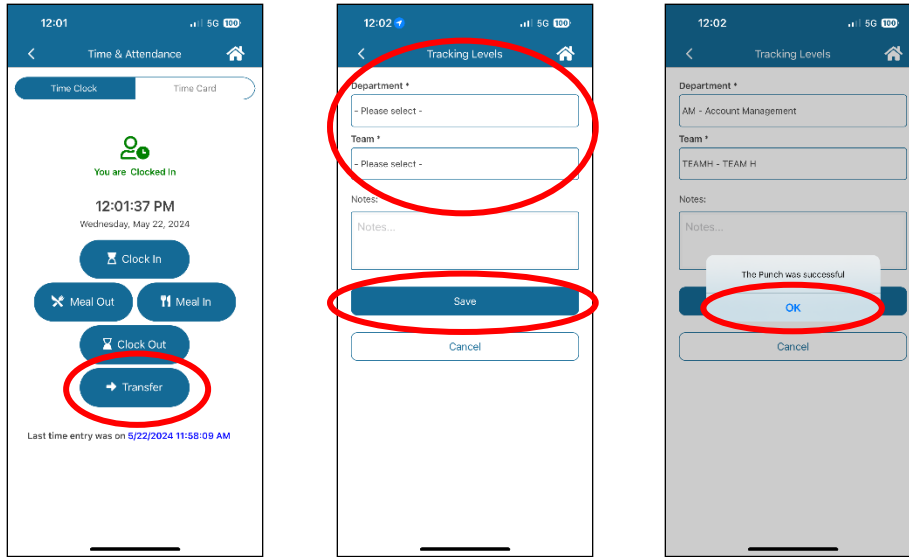 12:01
5G 100
Time & Attendance
Time Clock
Time Card
You are Clocked In
12:01:37 PM
Wednesday, May 22, 2024
Clock In
Meal Out
Meal In
Clock Out
Transfer
Last time entry was on 5/22/2024 11:58:09 AM
12:02
5G 100
Tracking Levels
Department *
- Please select -
Team *
- Please select -
Notes:
Notes...
Save
Cancel
12:02
5G 100
Tracking Levels
Department *
AM - Account Management
Team *
TEAMH - TEAM H
Notes:
Notes...
The Punch was successful
OK
Cancel